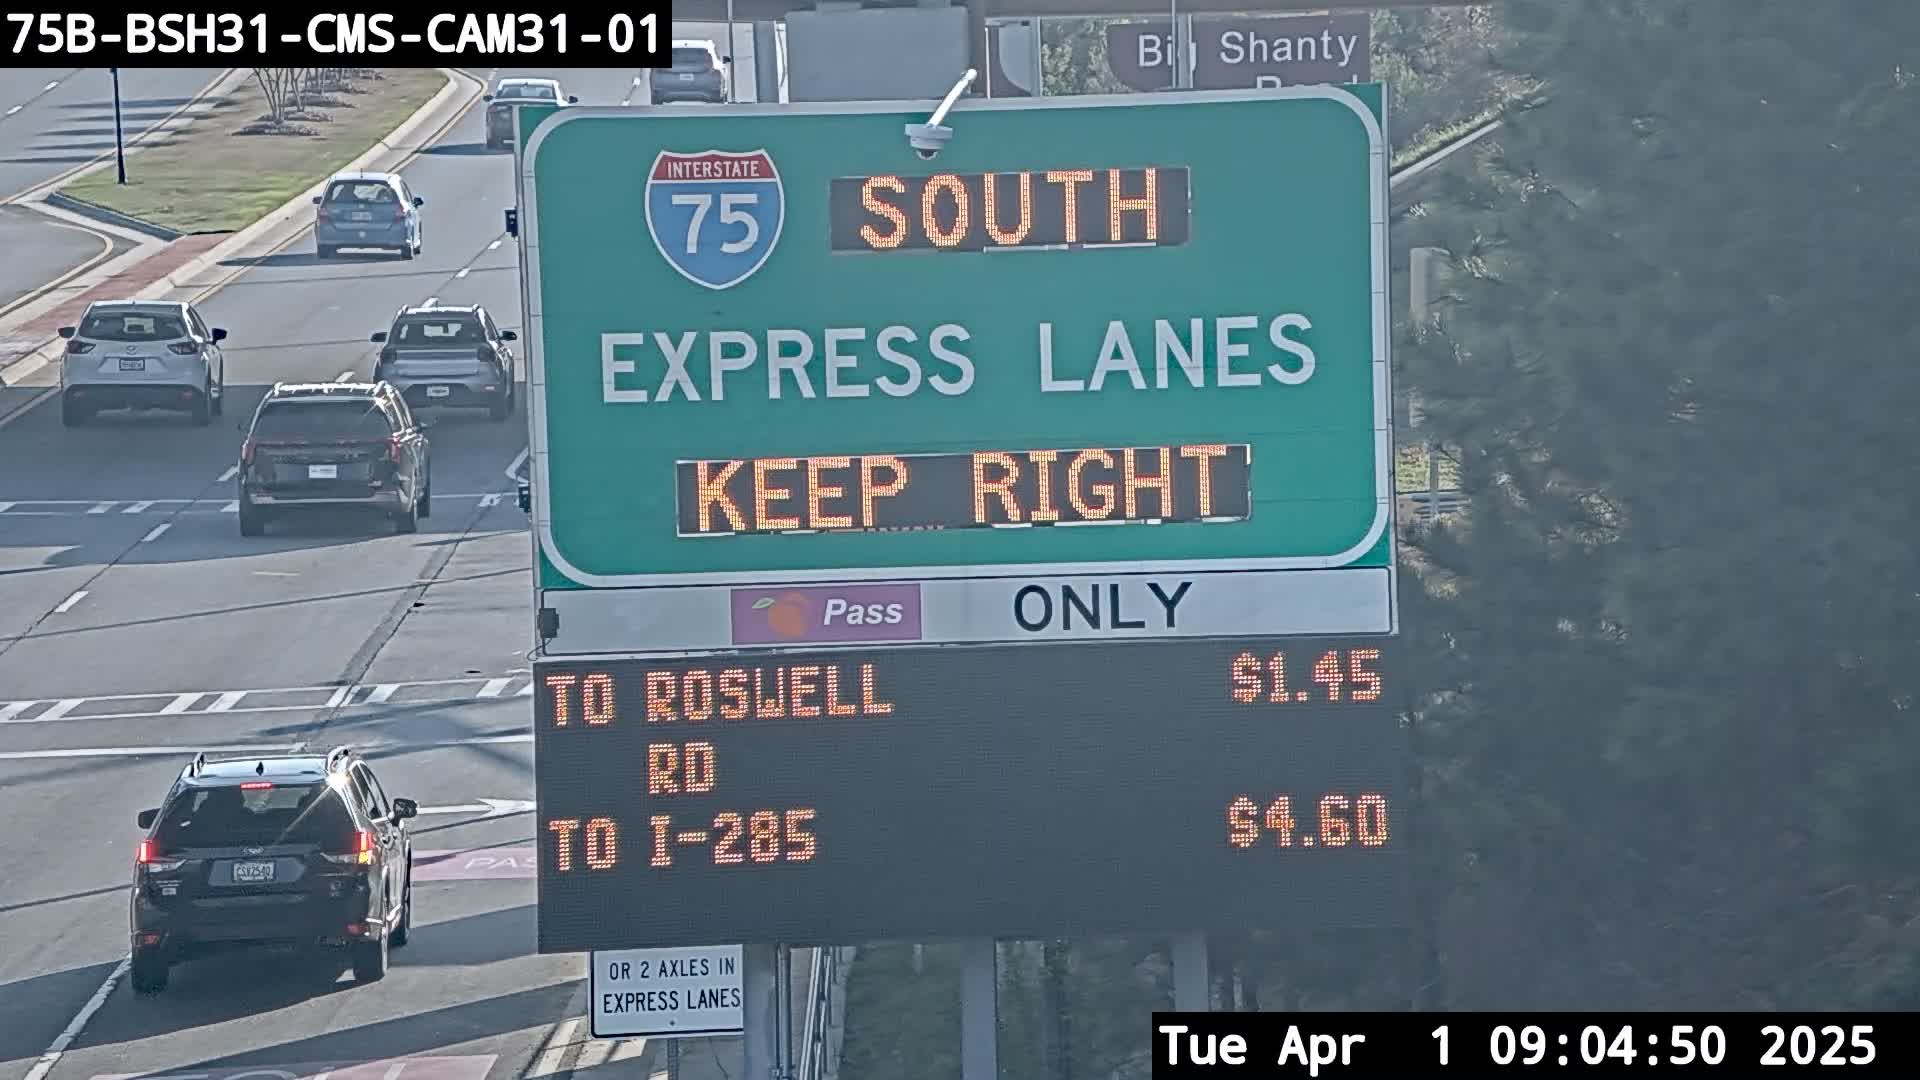 75B-BSH31-CMS-CAM31-01
Big Shanty
Road
INTERSTATE
75
SOUTH
EXPRESS LANES
KEEP RIGHT
Pass ONLY
TO ROSWELL $1.45
RD
TO I-285 $4.60
OR 2 AXLES IN
EXPRESS LANES
Tue Apr 1 09:04:50 2025